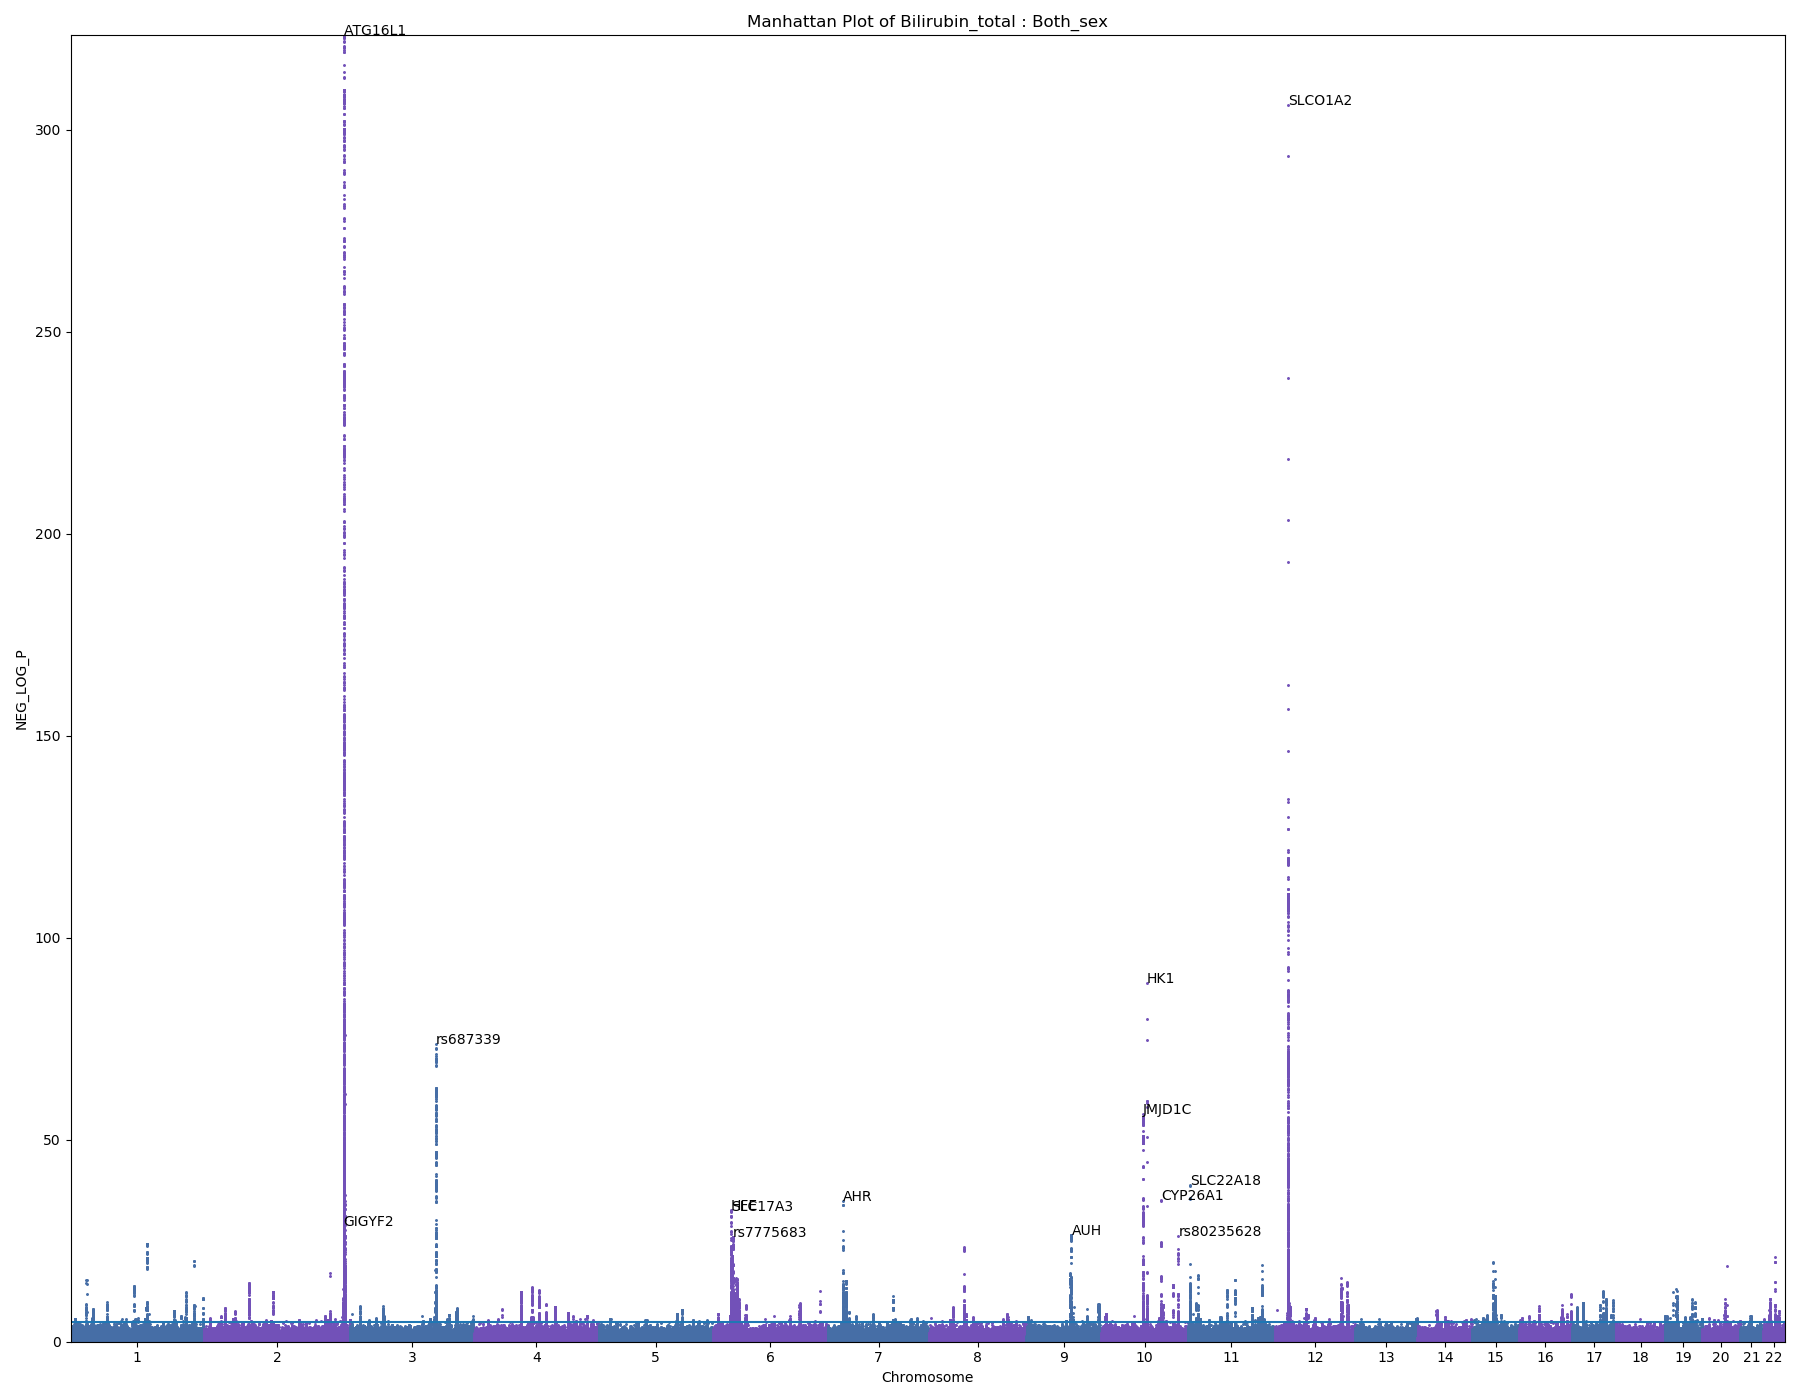 Manhattan Plot of Bilirubin_total : Both_sex
ATG16L1
SLCO1A2
HK1
rs687339
JMJD1C
SLC22A18
CYP26A1
AHR
HFE
SLC17A3
GIGYF2
rs7775683
AUH
rs80235628
NEG_LOG_P
300
250
200
150
100
50
0
1 2 3 4 5 6 7 8 9 10 11 12 13 14 15 16 17 18 19 20 21 22
Chromosome